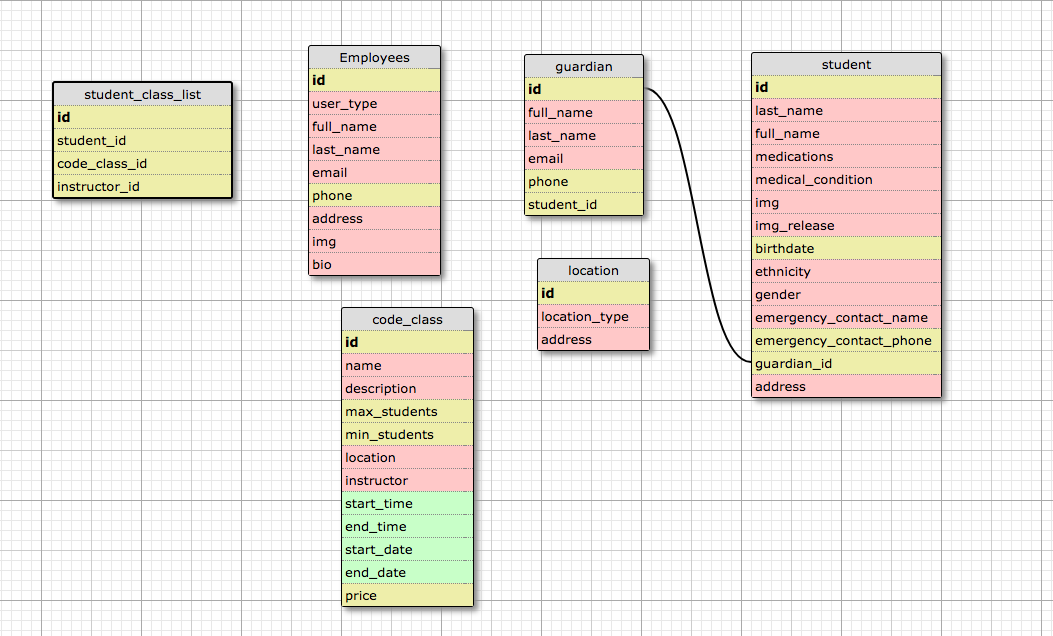 student_class_list
id
student_id
code_class_id
instructor_id
Employees
id
user_type
full_name
last_name
email
phone
address
img
bio
guardian
id
full_name
last_name
email
phone
student_id
student
id
last_name
full_name
medications
medical_condition
img
img_release
birthdate
ethnicity
gender
emergency_contact_name
emergency_contact_phone
guardian_id
address
location
id
location_type
address
code_class
id
name
description
max_students
min_students
location
instructor
start_time
end_time
start_date
end_date
price